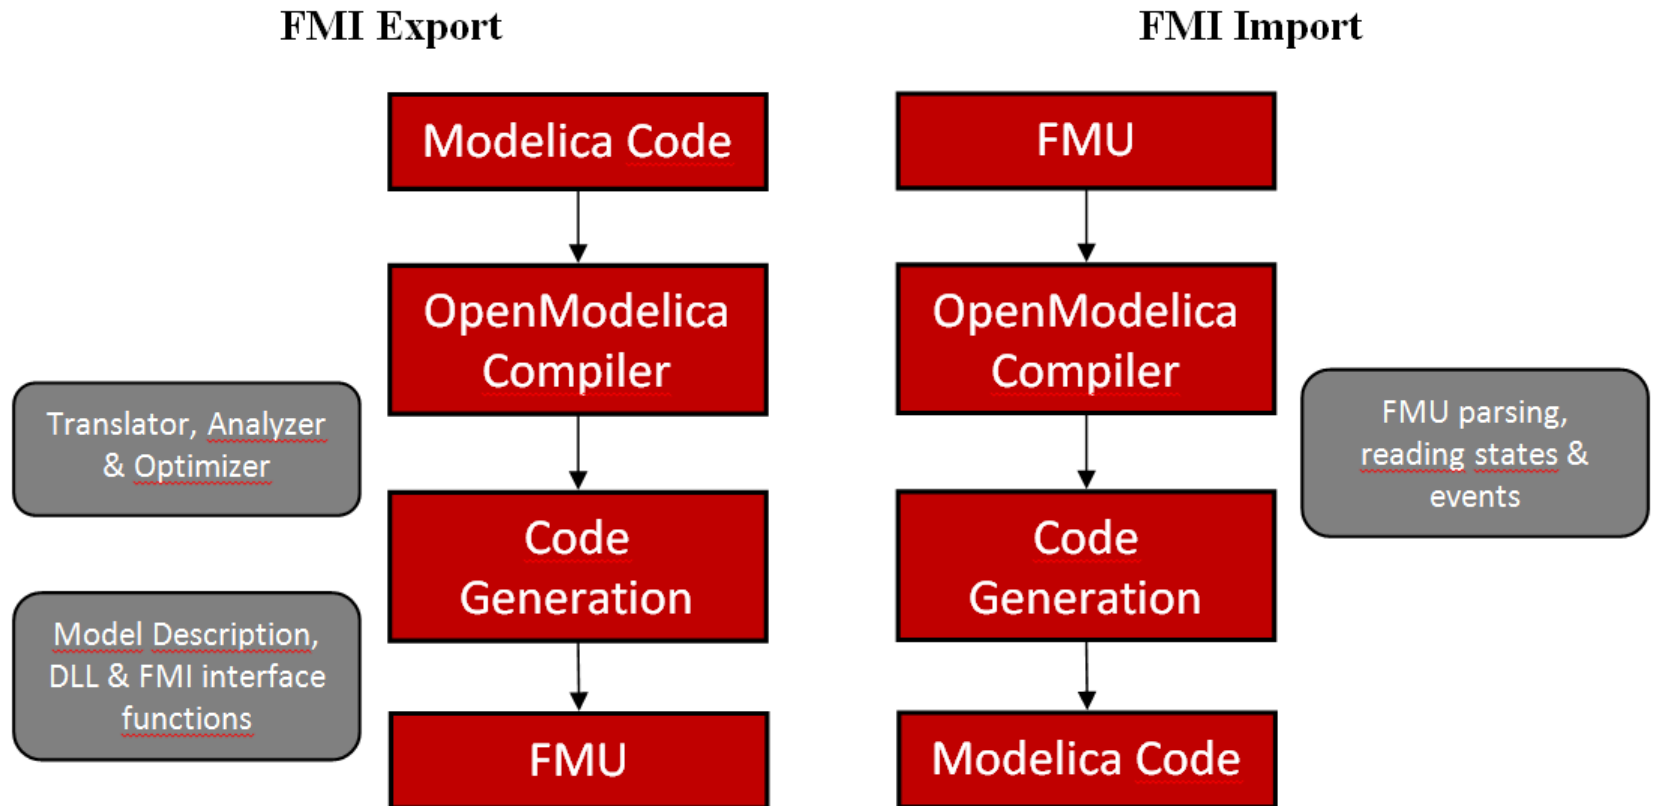 FMI Export
Modelica Code
OpenModelica
Compiler
Translator, Analyzer
& Optimizer
Code
Generation
Model Description,
DLL & FMI interface
functions
FMU
FMI Import
FMU
OpenModelica
Compiler
FMU parsing,
reading states &
events
Code
Generation
Modelica Code